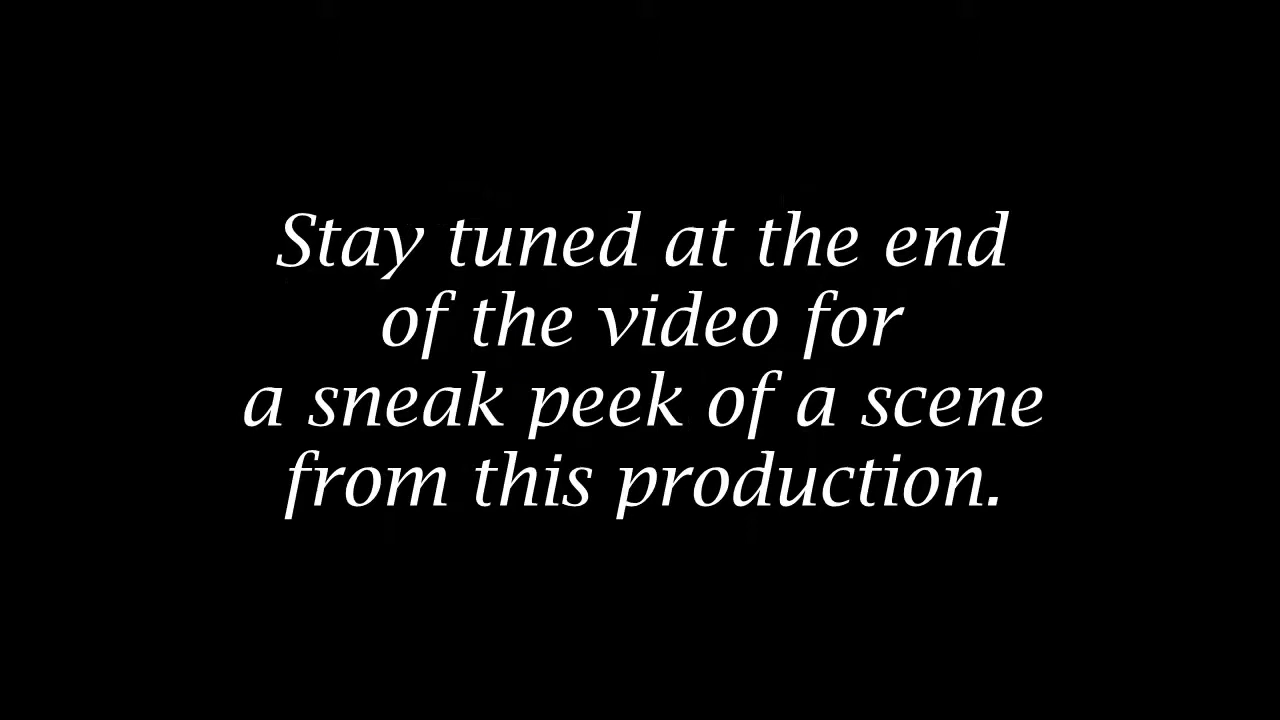 Stay tuned at the end
of the video for
a sneak peek of a scene
from this production.